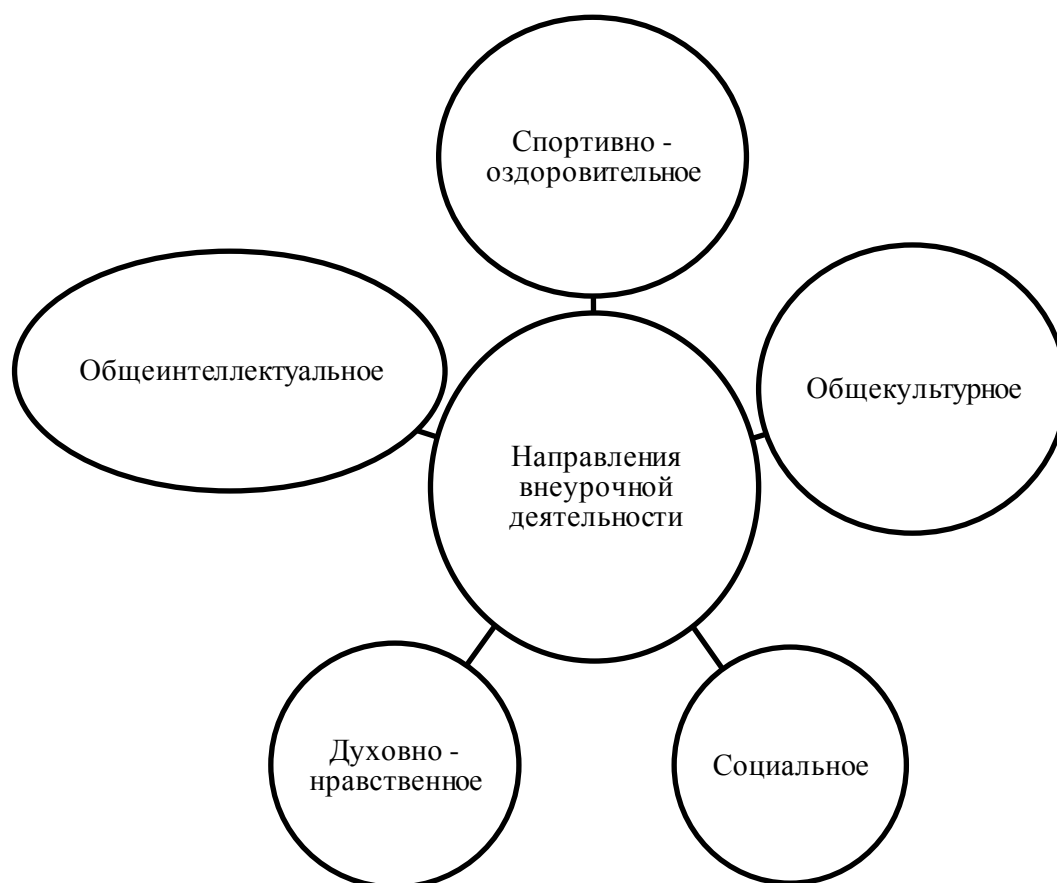 Спортивно -
оздоровительное
Общеинтеллектуальное
Общекультурное
Направления
внеурочной
деятельности
Духовно -
нравственное
Социальное